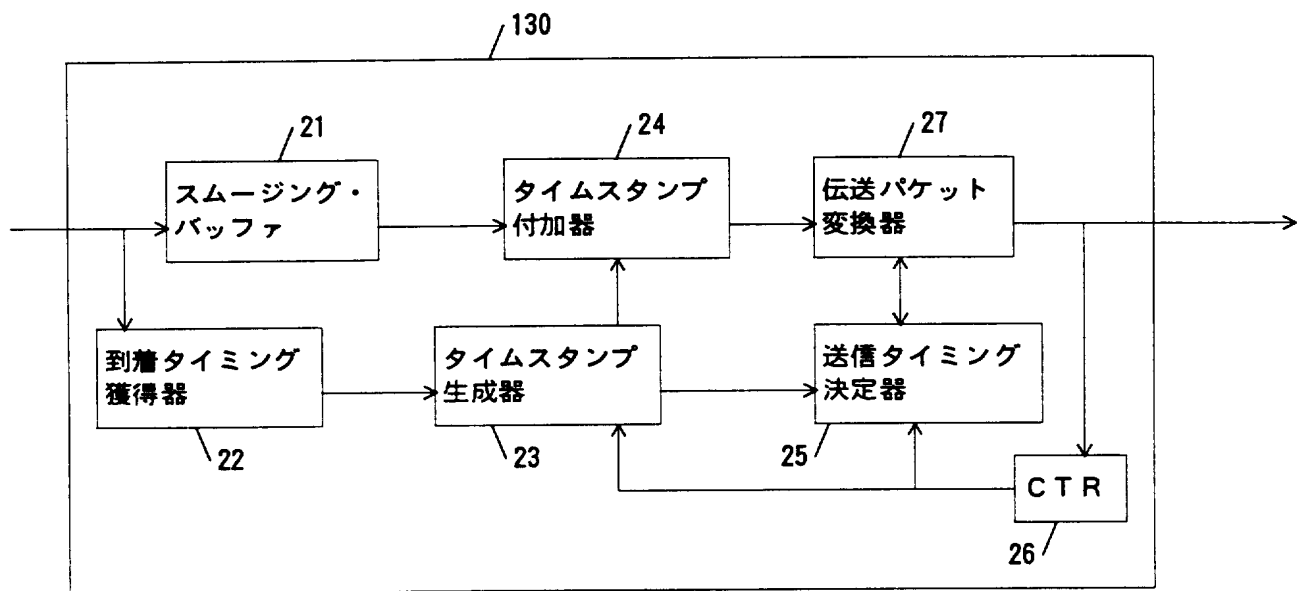 130
21
24
27
スムージング・
バッファ
タイムスタンプ
付加器
伝送パケット
変換器
到着タイミング
獲得器
タイムスタンプ
生成器
送信タイミング
決定器
22
23
25
CTR
26